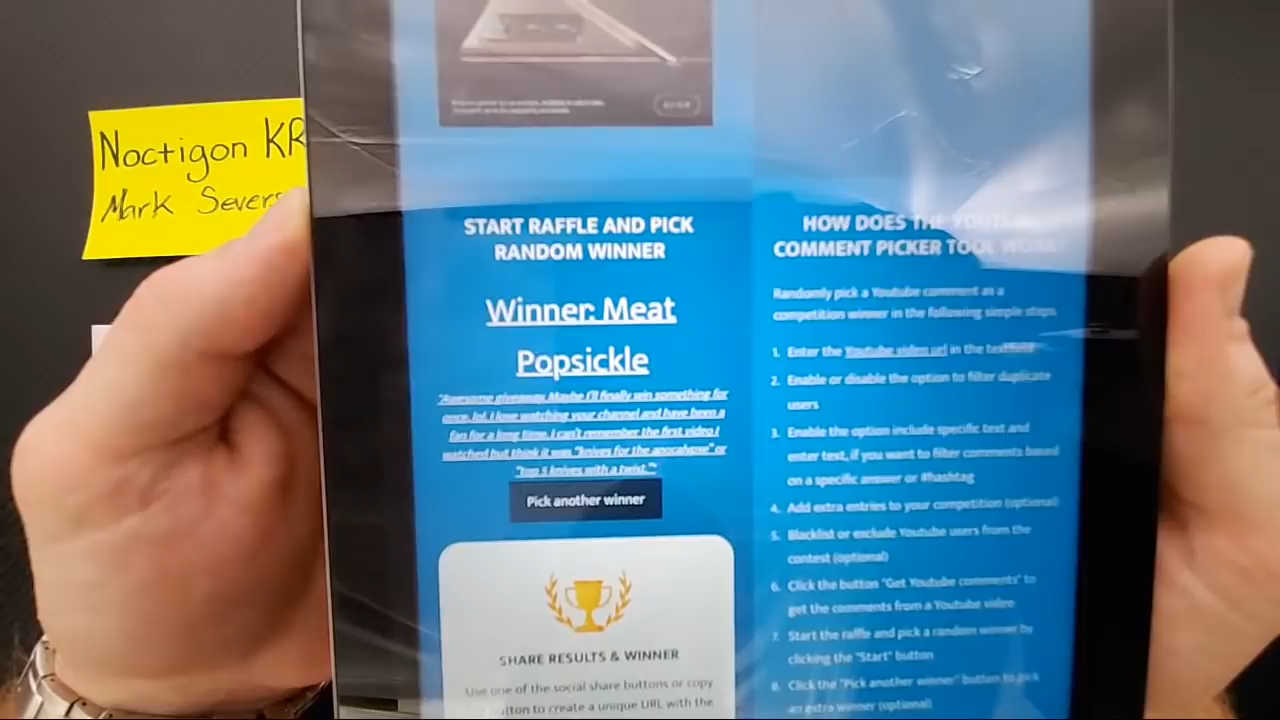 Noctigon KR
Mark Severs
START RAFFLE AND PICK
RANDOM WINNER
Winner: Meat
Popsickle
"Awesome giveaway. Maybe I'll finally win something for
once, lol. I love watching your channel and have been a
fan for a long time. I can't remember the first video I
watched but think it was "knives for the apocalypse" or
"top 5 knives with a twist.""
Pick another winner
SHARE RESULTS & WINNER
Use one of the social share buttons or copy
button to create a unique URL with the
HOW DOES THE YOUTUBE
COMMENT PICKER TOOL WORK
Randomly pick a Youtube comment as a
competition winner in the following simple steps
1. Enter the Youtube video url in the textfield
2. Enable or disable the option to filter duplicate
users
3. Enable the option include specific text and
enter text, if you want to filter comments based
on a specific answer or #hashtag
4. Add extra entries to your competition (optional)
5. Blacklist or exclude Youtube users from the
contest (optional)
6. Click the button "Get Youtube comments" to
get the comments from a Youtube video
7. Start the raffle and pick a random winner by
clicking the "Start" button
8. Click the "Pick another winner" button to pick
an extra winner (optional)